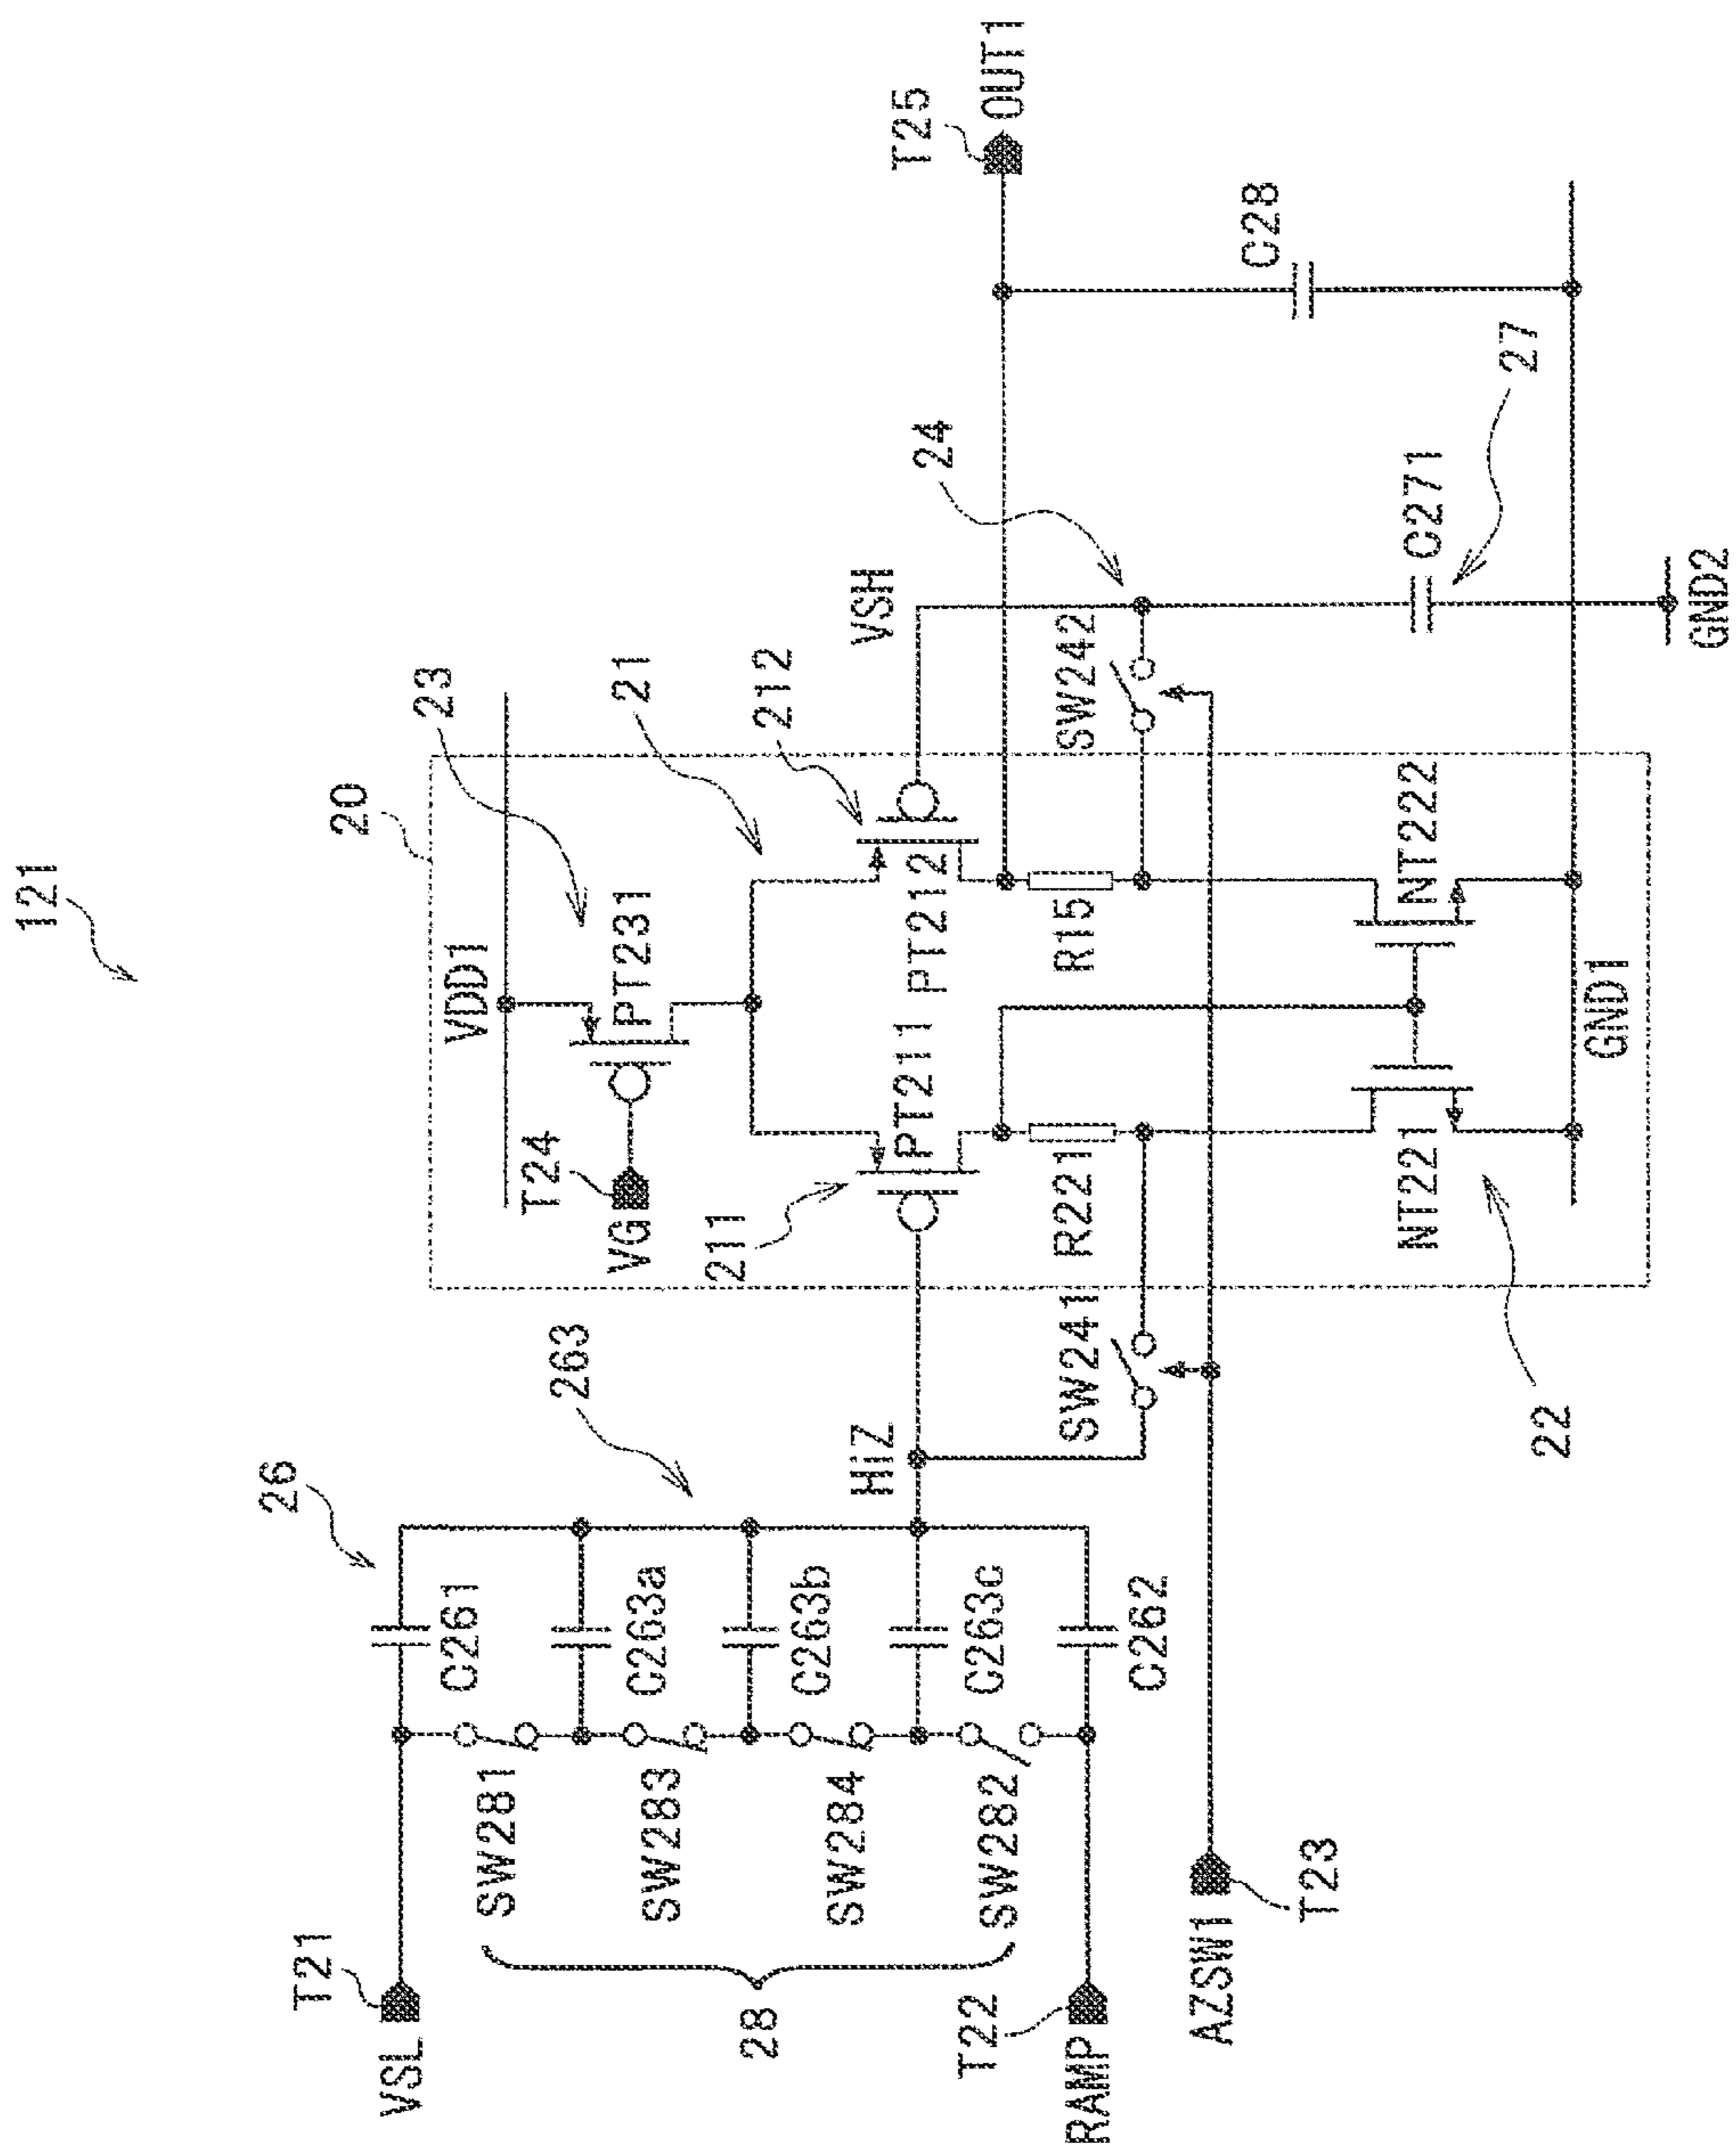 121
20
VDD1
23
T24
VG
PT231
21
212
211
PT211
PT212
VSH
24
T25
OUT1
26
263
C261
C263a
C263b
C263c
C262
HiZ
T21
VSL
SW281
SW283
SW284
SW282
28
T22
RAMP
AZSW1
T23
SW241
R221
R15
SW242
C28
C271
27
NT221
NT222
22
GND1
GND2